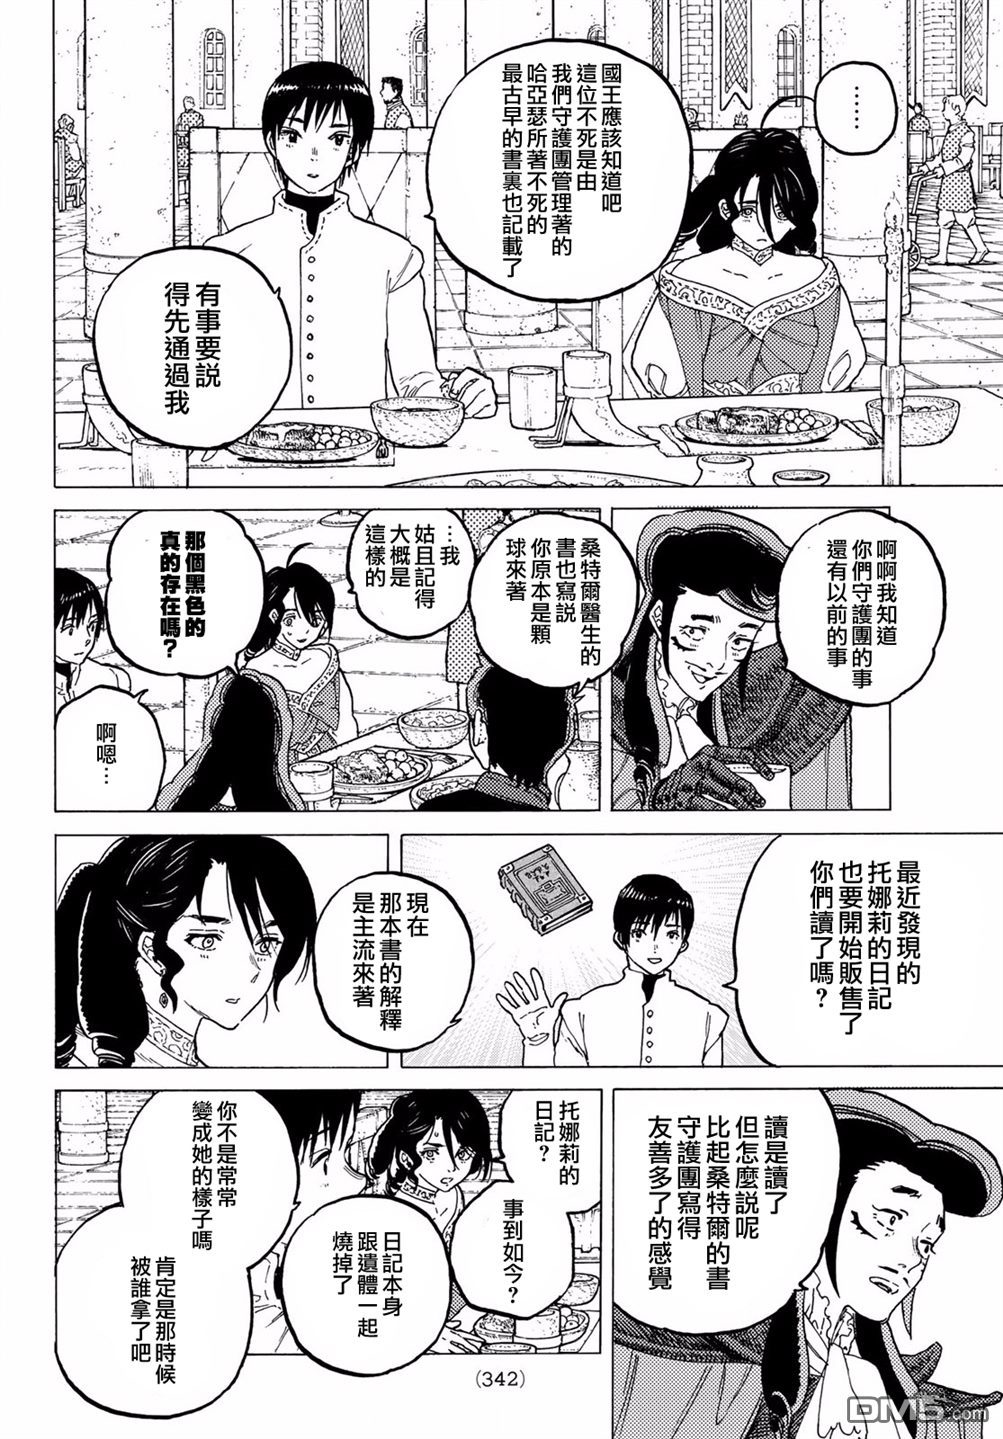 ……
國王應該知道吧
這位不死是由
我們守護團管理著的
哈亞瑟所著不死的
最古早的書裏也記載了
有事要說
得先通過我
啊啊我知道
你們守護團的事
還有以前的事
桑特爾醫生的
書也寫說
你原本是顆
球來著
…我
姑且記得
大概是
這樣的
那個黑色的
真的存在嗎？
啊嗯…
最近發現的
托娜莉的日記
也要開始販售了
你們讀了嗎？
現在
那本書的解釋
是主流來著
讀是讀了
但怎麼說呢
比起桑特爾的書
守護團寫得
友善多了的感覺
托娜莉的
日記？
事到如今？
日記本身
跟遺體一起
燒掉了
你不是常常
變成她的樣子嗎
肯定是那時候
被誰拿了吧
(342)
DM5.com